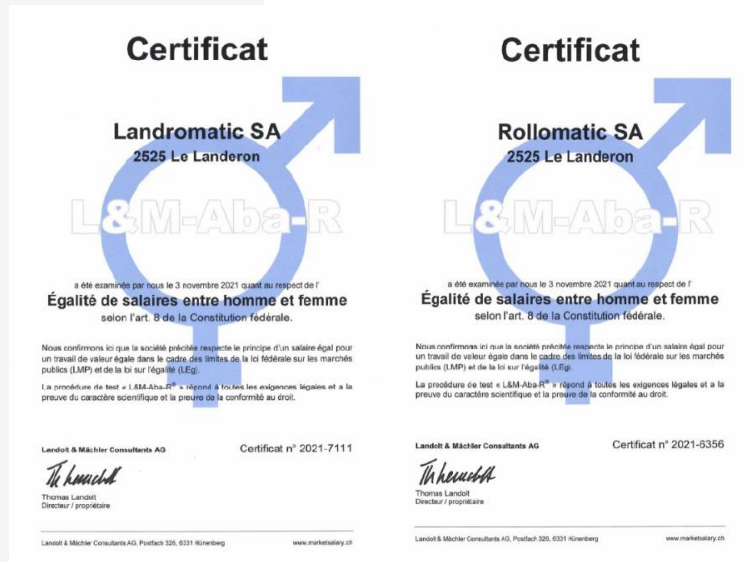 Certificat
Landromatic SA
2525 Le Landeron
L&M-Aba-R
a été examinée par nous le 3 novembre 2021 quant au respect de l'
Égalité de salaires entre homme et femme
selon l'art. 8 de la Constitution fédérale.
Nous confirmons ici que la société précitée respecte le principe d'un salaire égal pour
un travail de valeur égale dans le cadre des limites de la loi fédérale sur les marchés
publics (LMP) et de la loi sur l'égalité (LEg).
La procédure de test « L&M-Aba-R® » répond à toutes les exigences légales et a la
preuve du caractère scientifique et la preuve de la conformité au droit.
Landolt & Mächler Consultants AG
Certificat n° 2021-7111
Thomas Landolt
Directeur / propriétaire
Landolt & Mächler Consultants AG, Postfach 326, 6331 Hünenberg
www.marketsalary.ch
Certificat
Rollomatic SA
2525 Le Landeron
L&M-Aba-R
a été examinée par nous le 3 novembre 2021 quant au respect de l'
Égalité de salaires entre homme et femme
selon l'art. 8 de la Constitution fédérale.
Nous confirmons ici que la société précitée respecte le principe d'un salaire égal pour
un travail de valeur égale dans le cadre des limites de la loi fédérale sur les marchés
publics (LMP) et de la loi sur l'égalité (LEg).
La procédure de test « L&M-Aba-R® » répond à toutes les exigences légales et a la
preuve du caractère scientifique et la preuve de la conformité au droit.
Landolt & Mächler Consultants AG
Certificat n° 2021-6356
Thomas Landolt
Directeur / propriétaire
Landolt & Mächler Consultants AG, Postfach 326, 6331 Hünenberg
www.marketsalary.ch